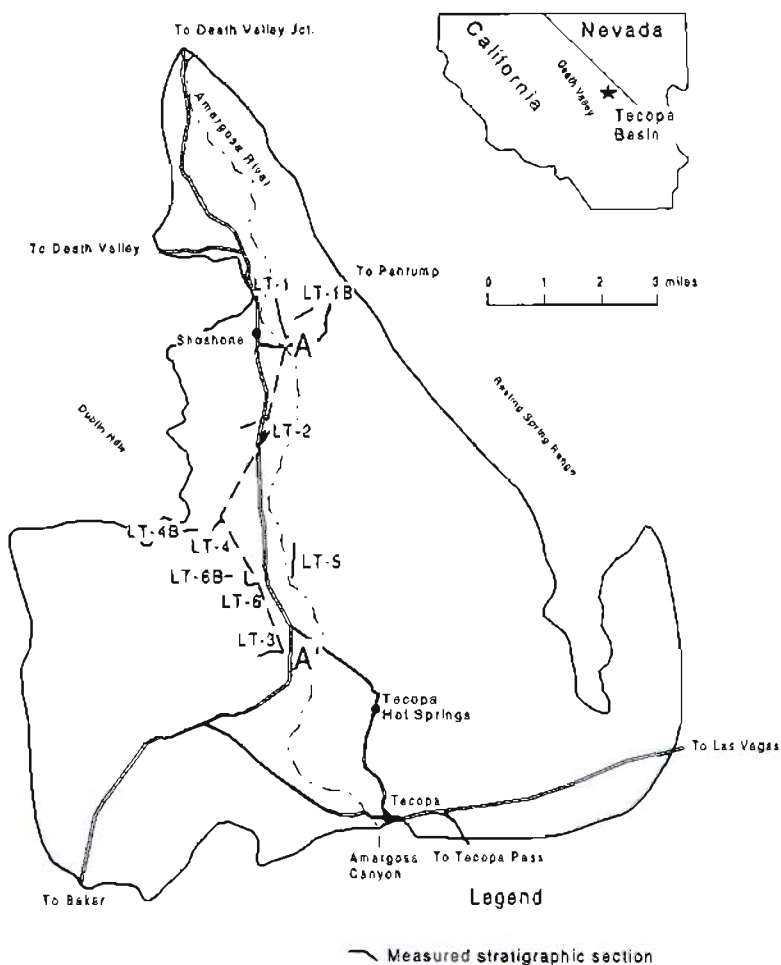 To Death Valley Jct.
Amargosa River
To Death Valley
LT-1
LT-1B
To Pahrump
Shoshone
A
Dublin Hills
LT-2
Resting Spring Range
LT-4B
LT-4
LT-5
LT-6B
LT-6
LT-3
A'
Tecopa
Hot Springs
To Las Vegas
Tecopa
Amargosa
Canyon
To Tecopa Pass
To Baker
California
Nevada
Death Valley
Tecopa
Basin
0 1 2 3 miles
Legend
Measured stratigraphic section